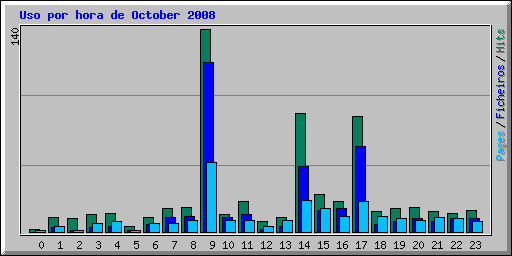 Uso por hora de October 2008
140
Pages / Ficheiros / Hits
0 1 2 3 4 5 6 7 8 9 10 11 12 13 14 15 16 17 18 19 20 21 22 23